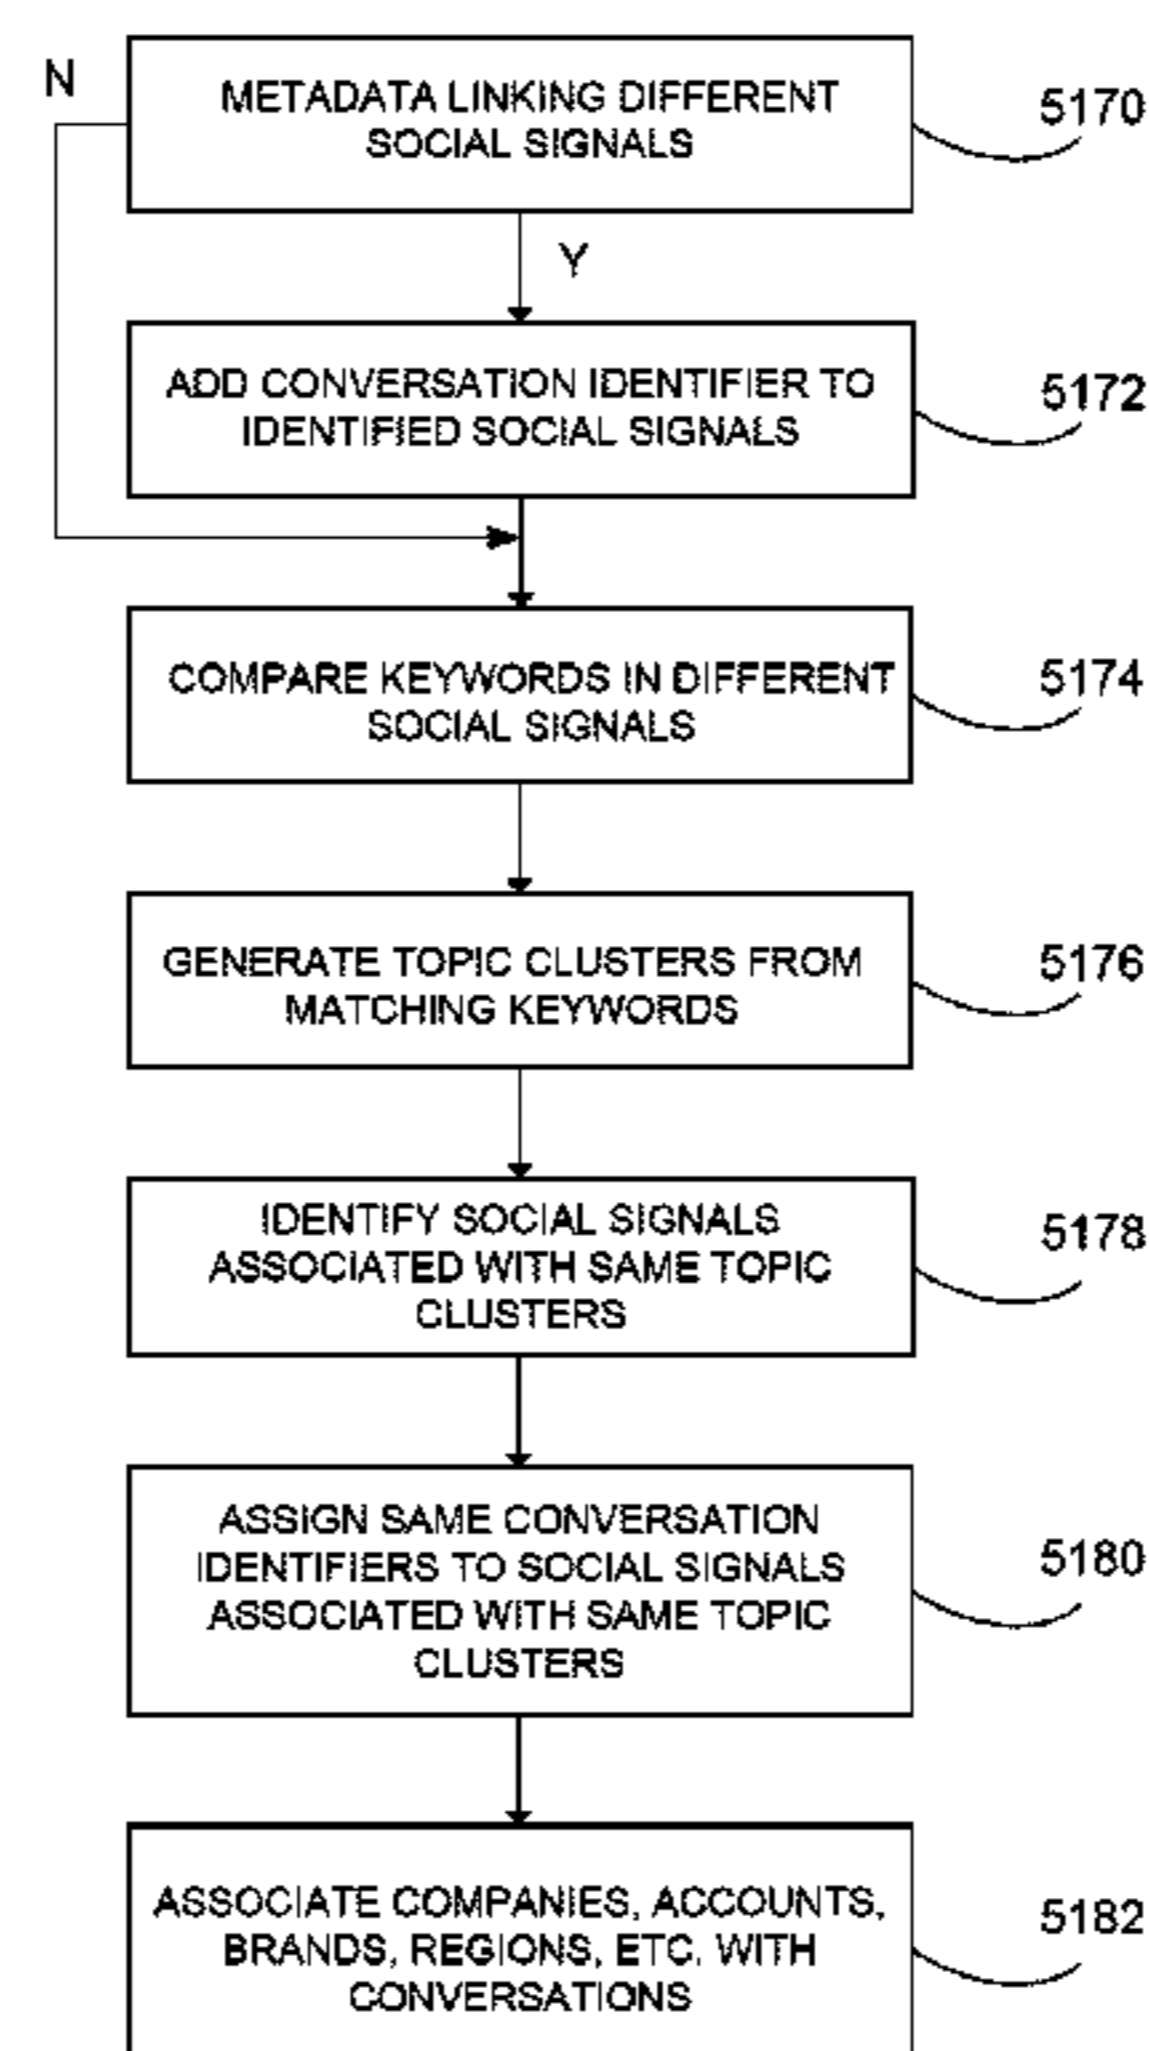 N
METADATA LINKING DIFFERENT
SOCIAL SIGNALS
5170
Y
ADD CONVERSATION IDENTIFIER TO
IDENTIFIED SOCIAL SIGNALS
5172
COMPARE KEYWORDS IN DIFFERENT
SOCIAL SIGNALS
5174
GENERATE TOPIC CLUSTERS FROM
MATCHING KEYWORDS
5176
IDENTIFY SOCIAL SIGNALS
ASSOCIATED WITH SAME TOPIC
CLUSTERS
5178
ASSIGN SAME CONVERSATION
IDENTIFIERS TO SOCIAL SIGNALS
ASSOCIATED WITH SAME TOPIC
CLUSTERS
5180
ASSOCIATE COMPANIES, ACCOUNTS,
BRANDS, REGIONS, ETC. WITH
CONVERSATIONS
5182